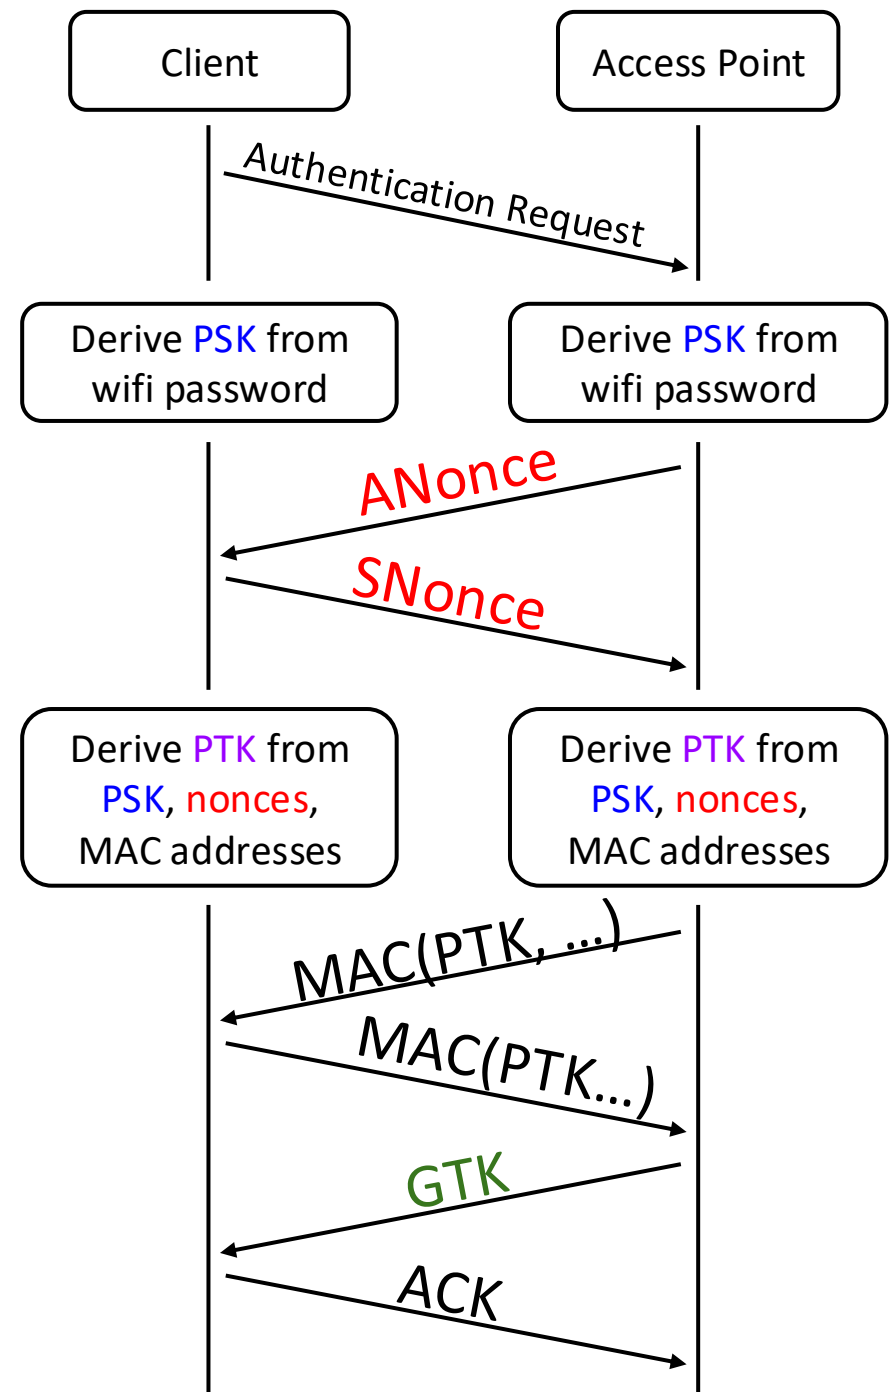 Client
Access Point
Authentication Request
Derive PSK from
wifi password
Derive PSK from
wifi password
ANonce
SNonce
Derive PTK from
PSK, nonces,
MAC addresses
Derive PTK from
PSK, nonces,
MAC addresses
MAC(PTK, ...)
MAC(PTK...)
GTK
ACK